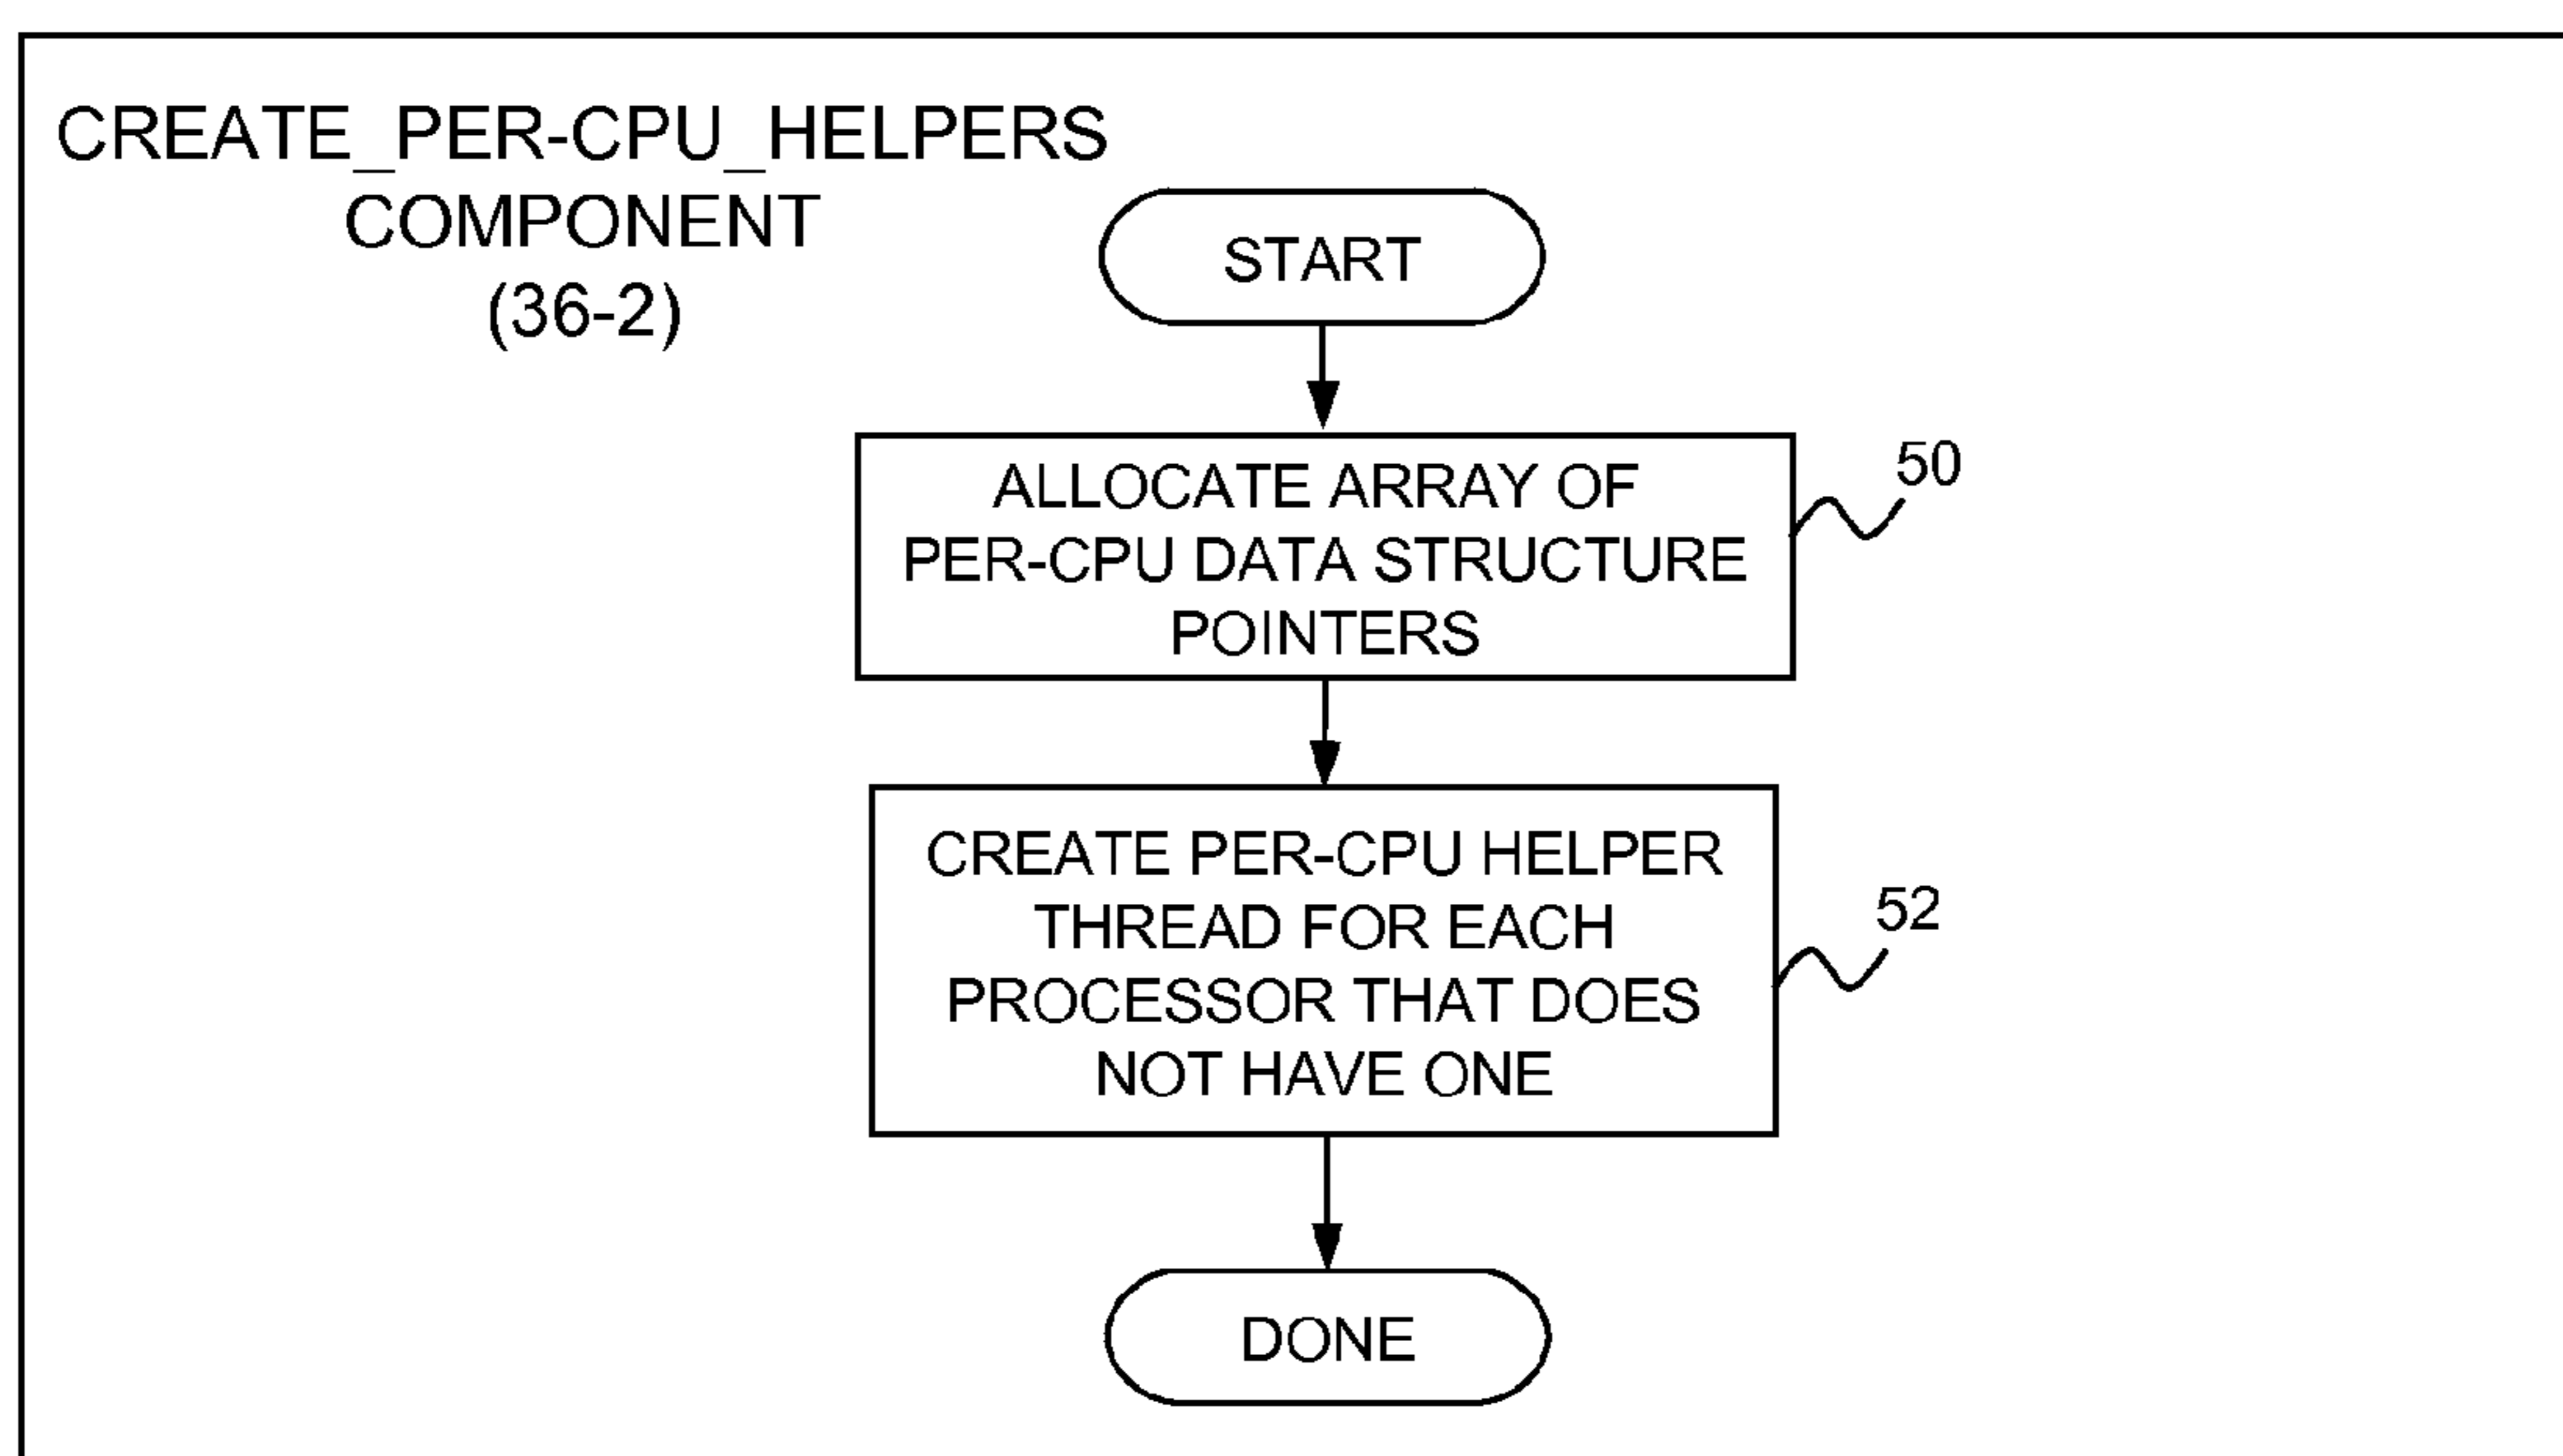 CREATE_PER-CPU_HELPERS
COMPONENT
(36-2)
START
ALLOCATE ARRAY OF
PER-CPU DATA STRUCTURE
POINTERS
50
CREATE PER-CPU HELPER
THREAD FOR EACH
PROCESSOR THAT DOES
NOT HAVE ONE
52
DONE